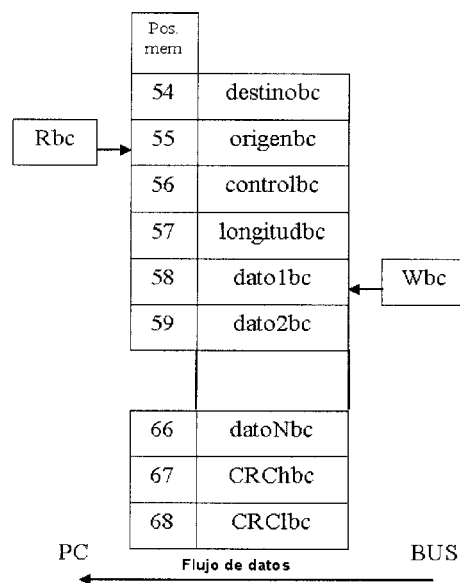 Pos.
mem
54 destinobc
Rbc 55 origenbc
56 controlbc
57 longitudbc
58 dato1bc Wbc
59 dato2bc
66 datoNbc
67 CRChbc
68 CRClbc
PC Flujo de datos BUS